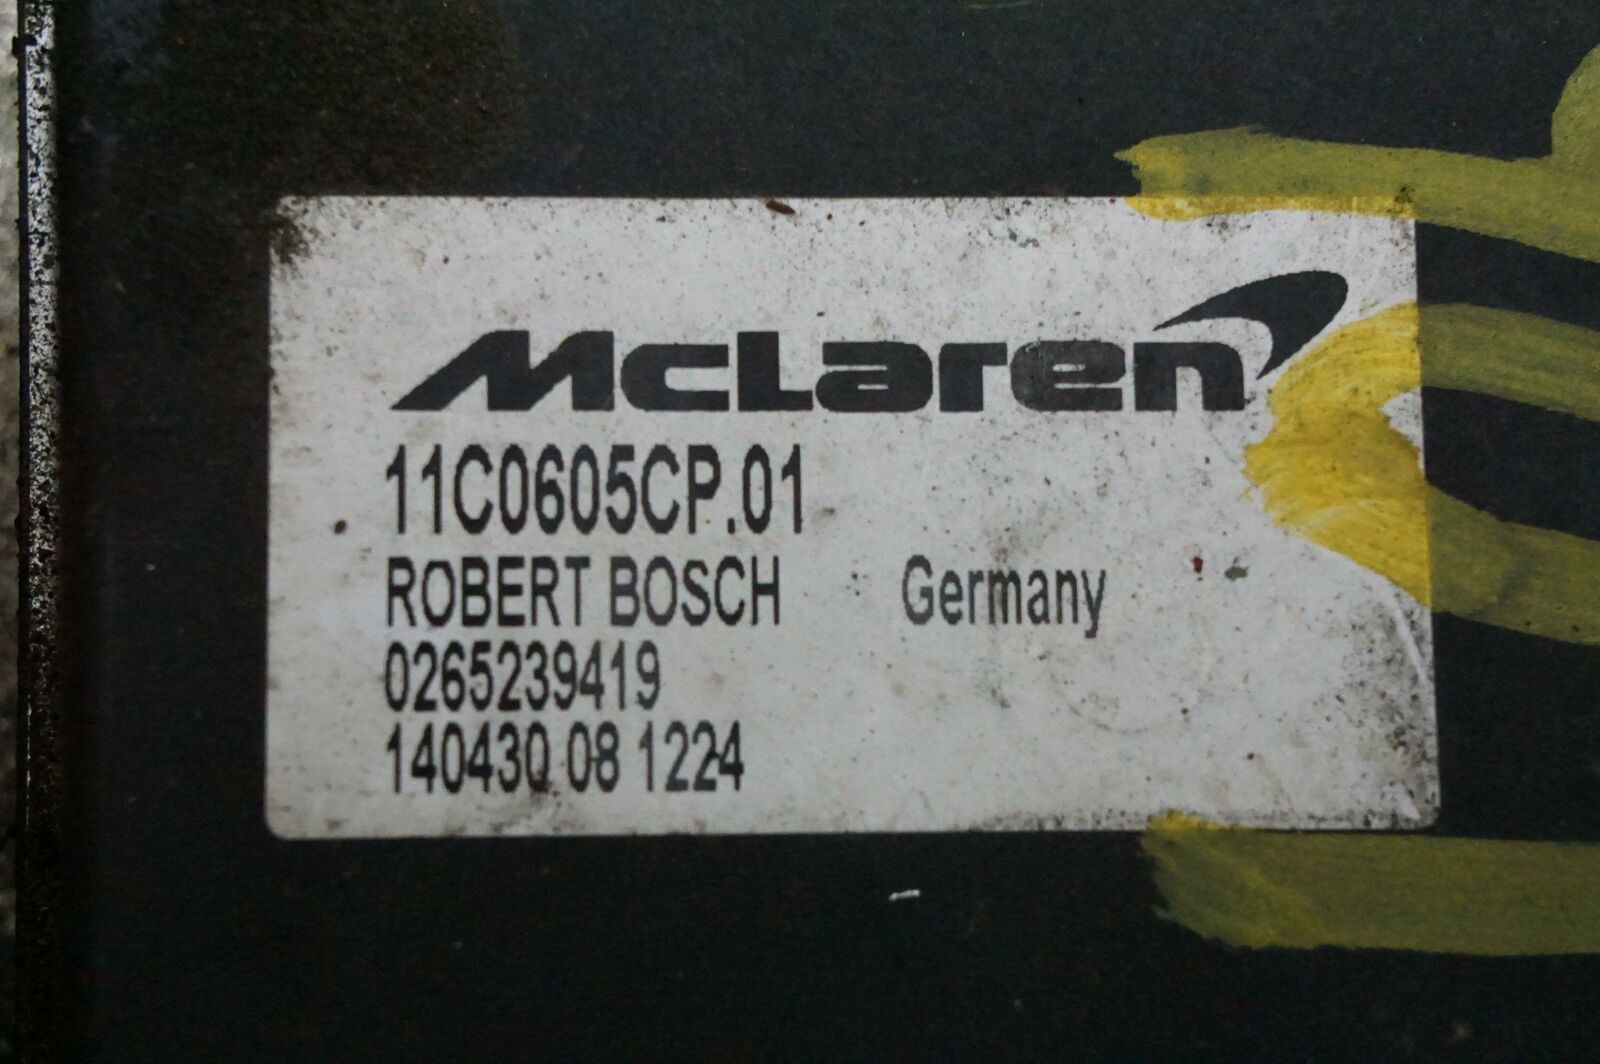 McLaren
11C0605CP.01
ROBERT BOSCH Germany
0265239419
140430 08 1224